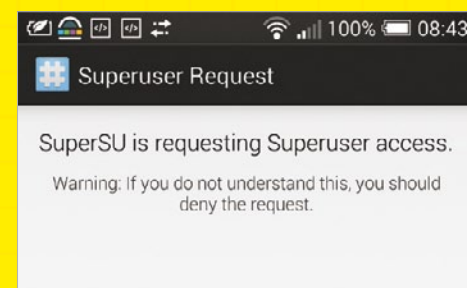 100% 08:43
Superuser Request
SuperSU is requesting Superuser access.
Warning: If you do not understand this, you should
deny the request.